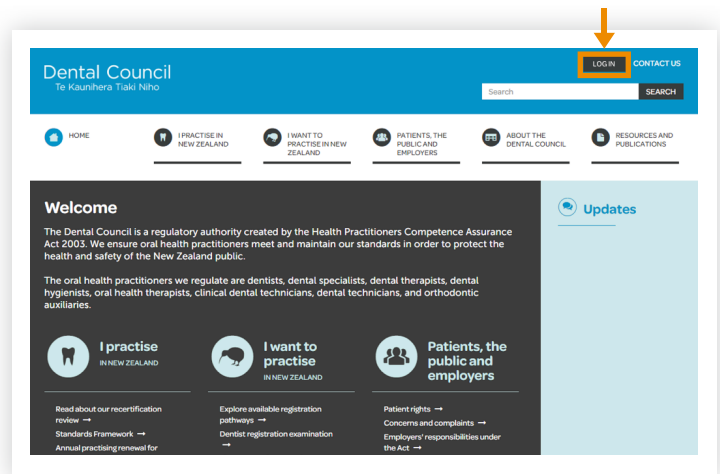 LOG IN
CONTACT US
Dental Council
Te Kaunihera Tiaki Niho
Search
SEARCH
HOME
I PRACTISE IN
NEW ZEALAND
I WANT TO
PRACTISE IN NEW
ZEALAND
PATIENTS, THE
PUBLIC AND
EMPLOYERS
ABOUT THE
DENTAL COUNCIL
RESOURCES AND
PUBLICATIONS
Welcome
The Dental Council is a regulatory authority created by the Health Practitioners Competence Assurance
Act 2003. We ensure oral health practitioners meet and maintain our standards in order to protect the
health and safety of the New Zealand public.
The oral health practitioners we regulate are dentists, dental specialists, dental therapists, dental
hygienists, oral health therapists, clinical dental technicians, dental technicians, and orthodontic
auxiliaries.
Updates
I practise
IN NEW ZEALAND
Read about our recertification
review →
Standards Framework →
Annual practising renewal for
I want to
practise
IN NEW ZEALAND
Explore available registration
pathways →
Dentist registration examination
→
Patients, the
public and
employers
Patient rights →
Concerns and complaints →
Employers' responsibilities under
the Act →